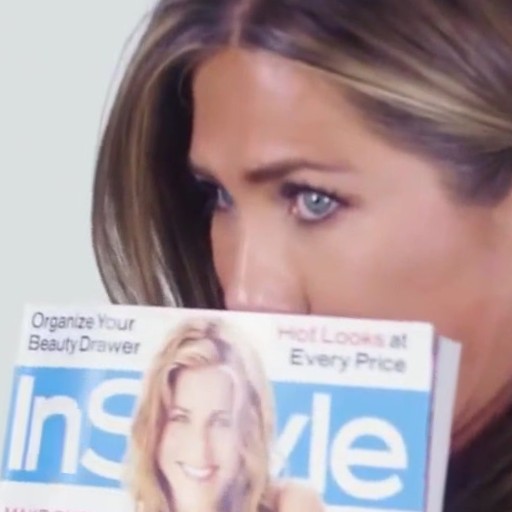 Organize Your
Beauty Drawer
Hot Looks at
Every Price
InStyle